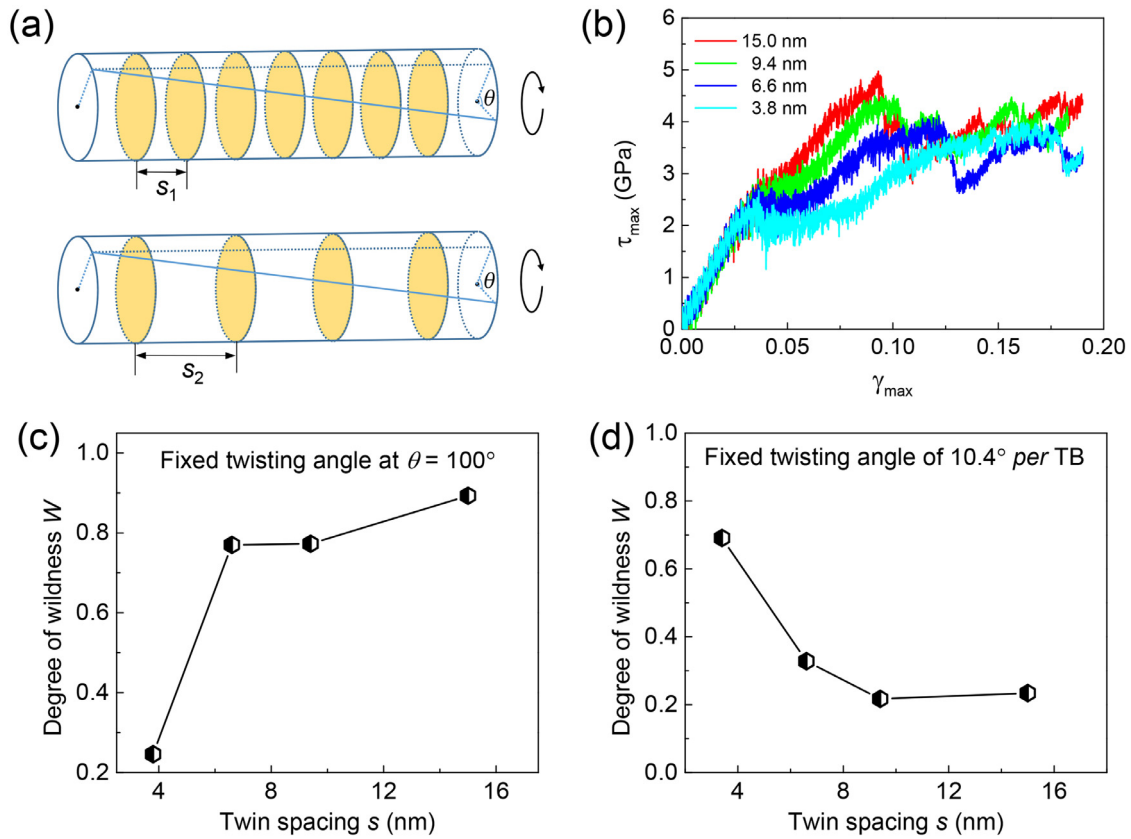 (a)
θ
s1
θ
s2
(b)
15.0 nm
9.4 nm
6.6 nm
3.8 nm
τmax (GPa)
6
5
4
3
2
1
0
0.00 0.05 0.10 0.15 0.20
γmax
(c)
Fixed twisting angle at θ = 100°
Degree of wildness W
1.0
0.8
0.6
0.4
0.2
4 8 12 16
Twin spacing s (nm)
(d)
Fixed twisting angle of 10.4° per TB
Degree of wildness W
1.0
0.8
0.6
0.4
0.2
0.0
4 8 12 16
Twin spacing s (nm)